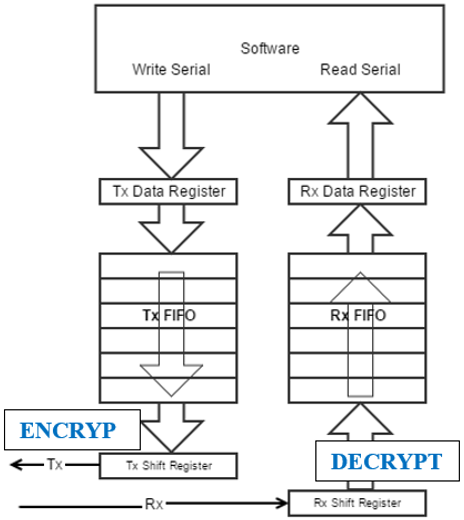 Software
Write Serial Read Serial
Tx Data Register Rx Data Register
Tx FIFO Rx FIFO
ENCRYP
DECRYPT
Tx Tx Shift Register
Rx Rx Shift Register